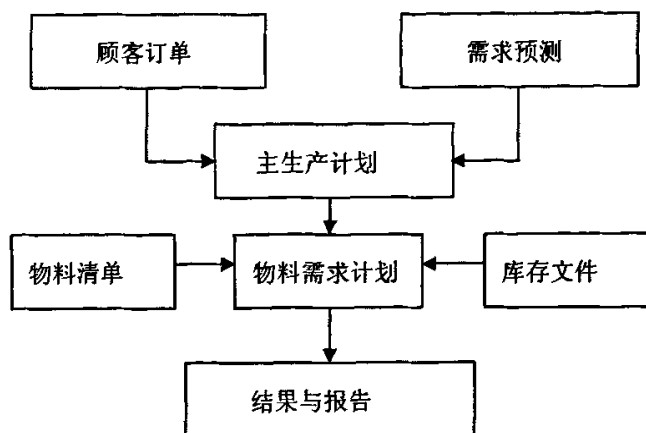 顾客订单
需求预测
主生产计划
物料清单
物料需求计划
库存文件
结果与报告